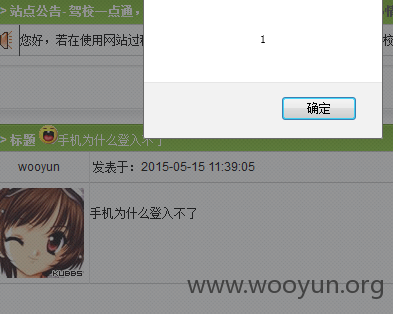 > 站点公告-驾校一点通，
1
您好，若在使用网站过程
校
确定
> 标题 手机为什么登入不了
wooyun
发表于：2015-05-15 11:39:05
手机为什么登入不了
KUBBS
www.wooyun.org